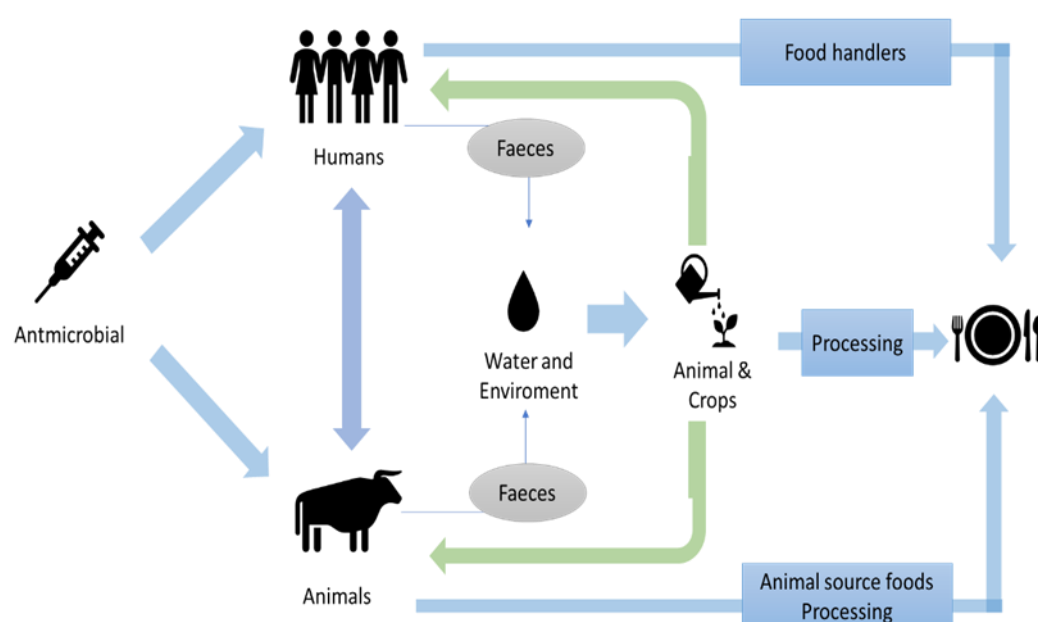 Food handlers
Humans
Faeces
Antmicrobial
Water and
Enviroment
Animal &
Crops
Processing
Faeces
Animals
Animal source foods
Processing